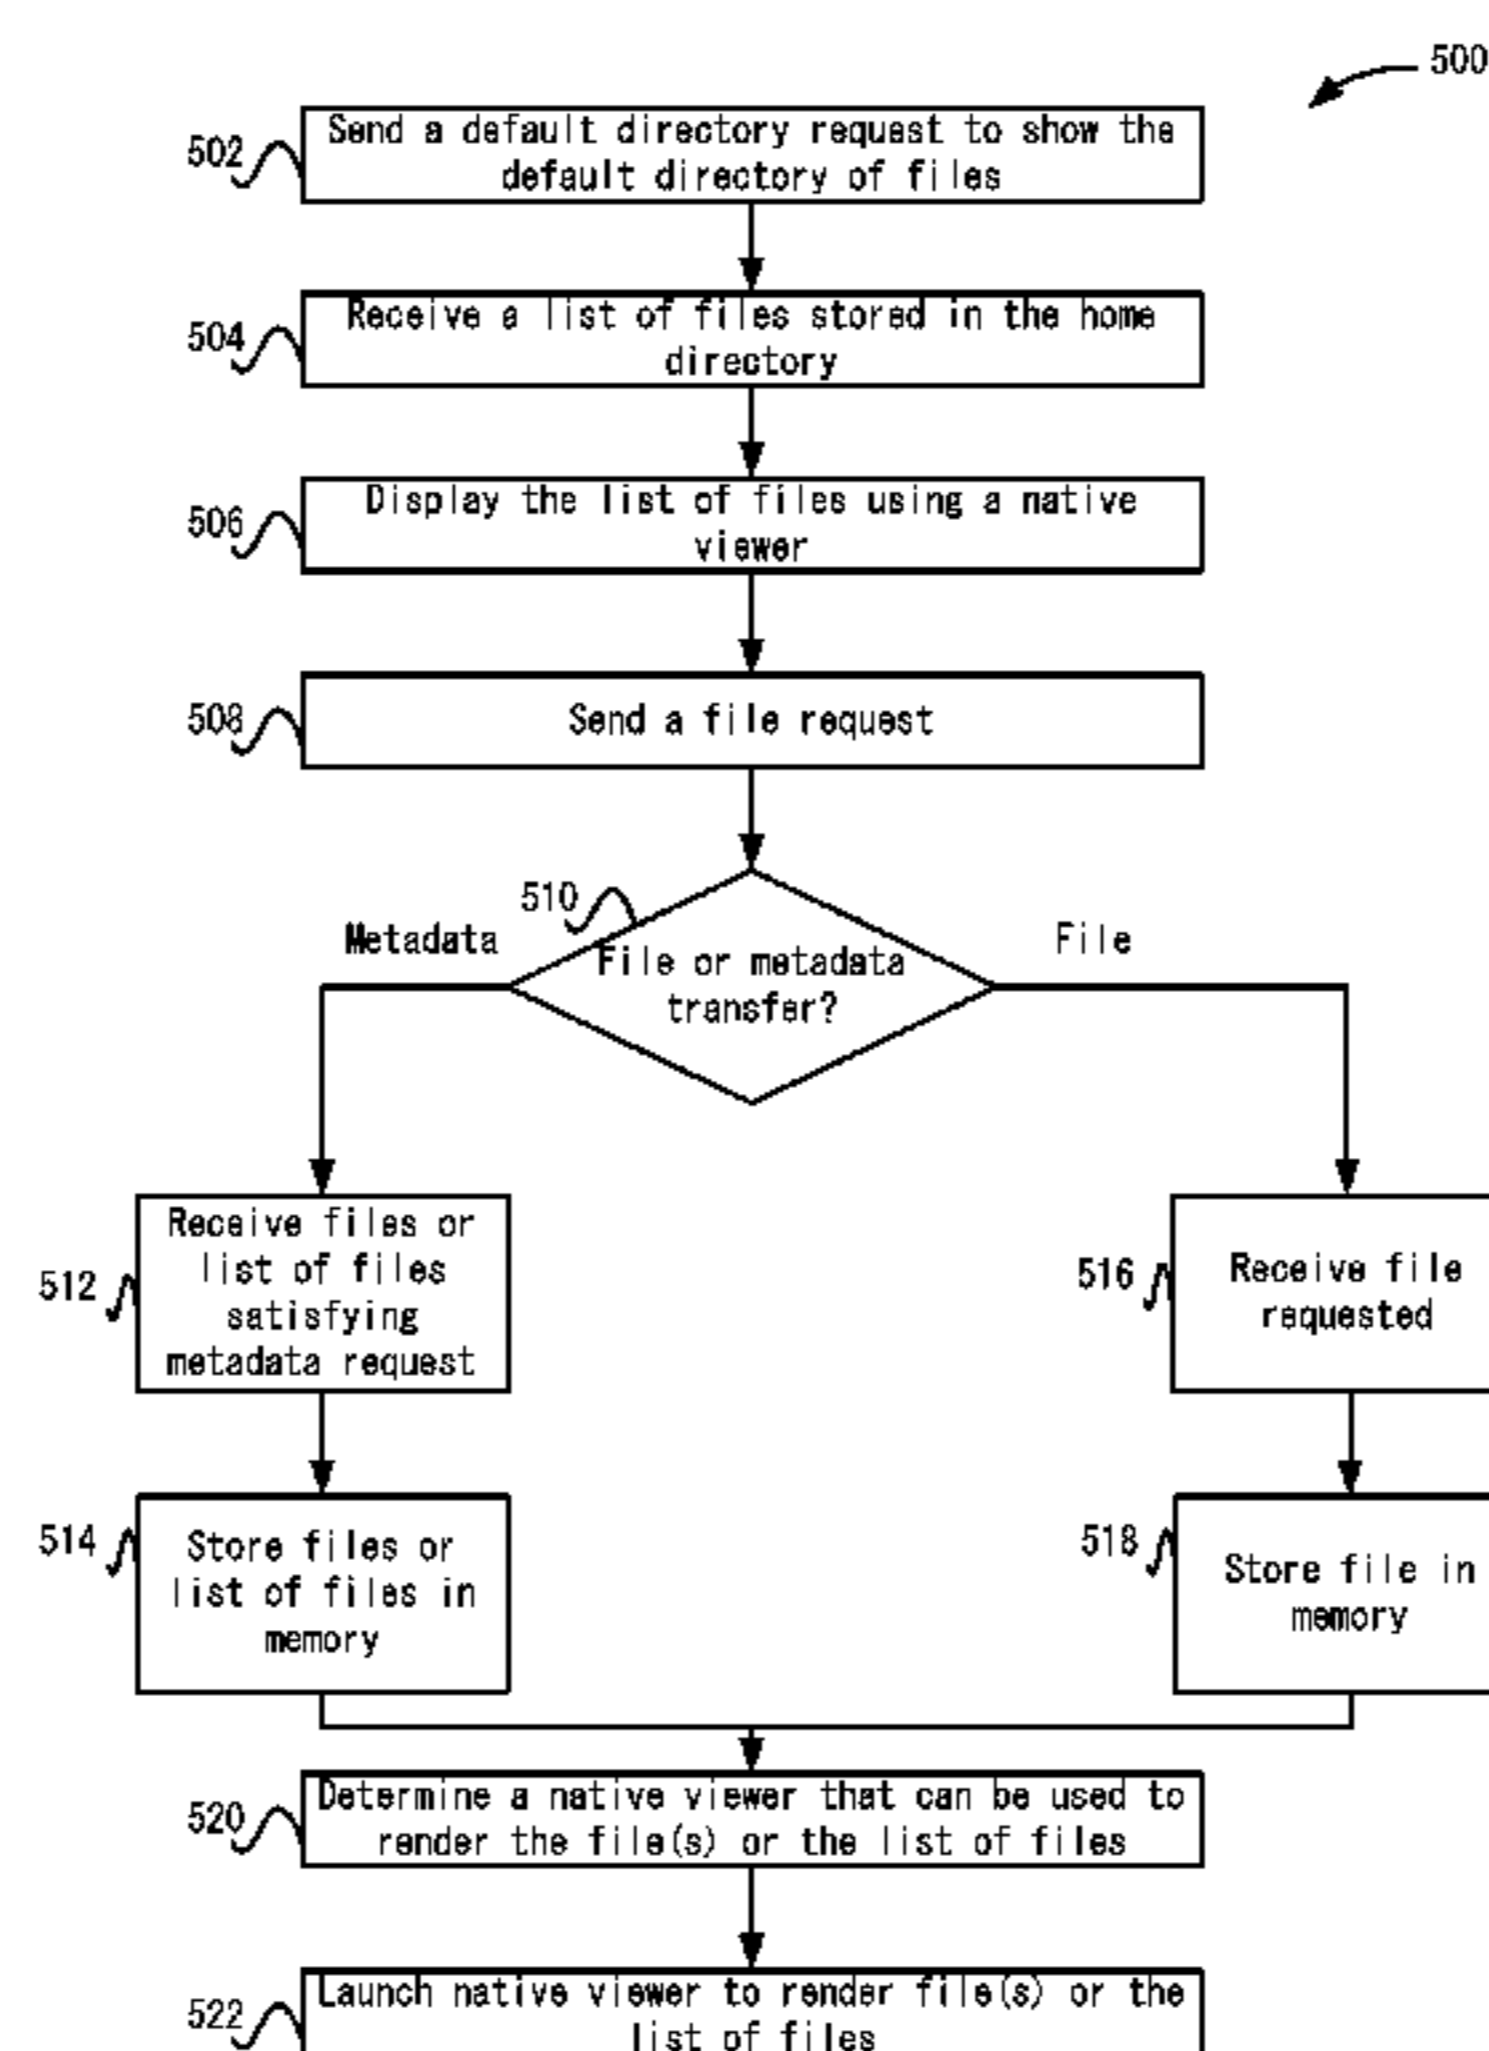 500
502
Send a default directory request to show the
default directory of files
504
Receive a list of files stored in the home
directory
506
Display the list of files using a native
viewer
508
Send a file request
510
Metadata
File
File or metadata
transfer?
512
Receive files or
list of files
satisfying
metadata request
516
Receive file
requested
514
Store files or
list of files in
memory
518
Store file in
memory
520
Determine a native viewer that can be used to
render the file(s) or the list of files
522
Launch native viewer to render file(s) or the
list of files